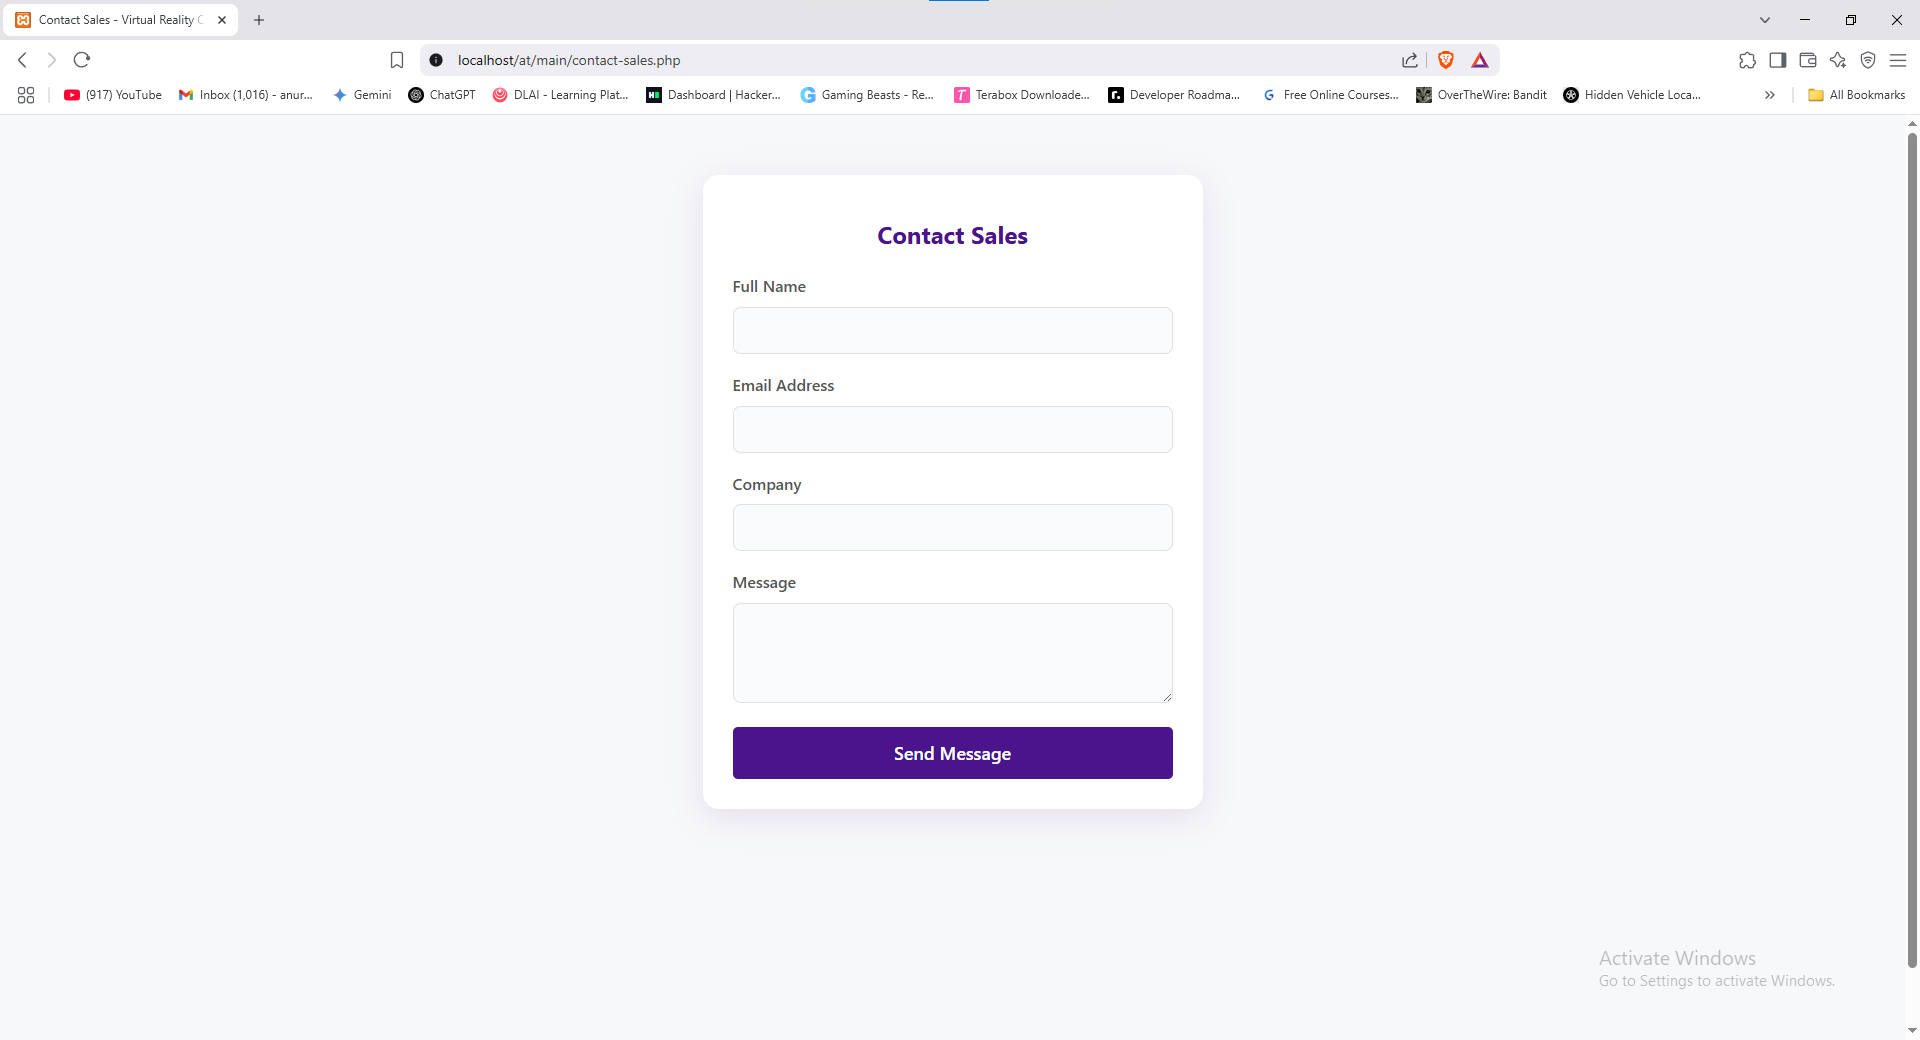 Contact Sales - Virtual Reality C
localhost/at/main/contact-sales.php
(917) YouTube
Inbox (1,016) - anur...
Gemini
ChatGPT
DLAI - Learning Plat...
Dashboard | Hacker...
Gaming Beasts - Re...
Terabox Downloade...
Developer Roadma...
Free Online Courses...
OverTheWire: Bandit
Hidden Vehicle Loca...
All Bookmarks
Contact Sales
Full Name
Email Address
Company
Message
Send Message
Activate Windows
Go to Settings to activate Windows.